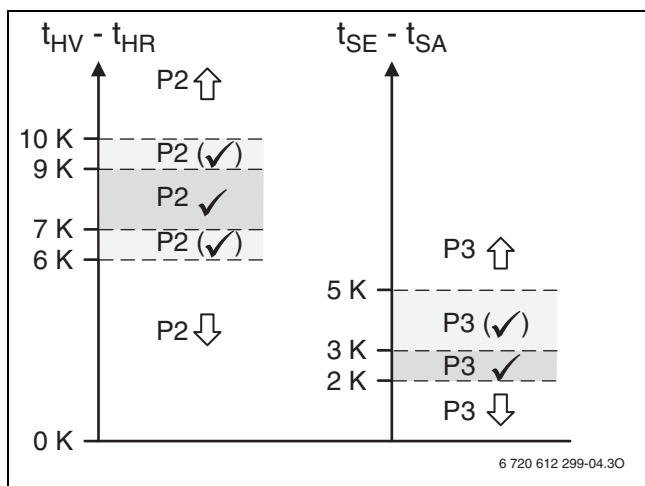 tHV - tHR
tSE - tSA
P2
10 K
P2 (✓)
9 K
P2 ✓
7 K
P2 (✓)
6 K
P3
5 K
P2
P3 (✓)
3 K
P3 ✓
2 K
P3
0 K
6 720 612 299-04.3O